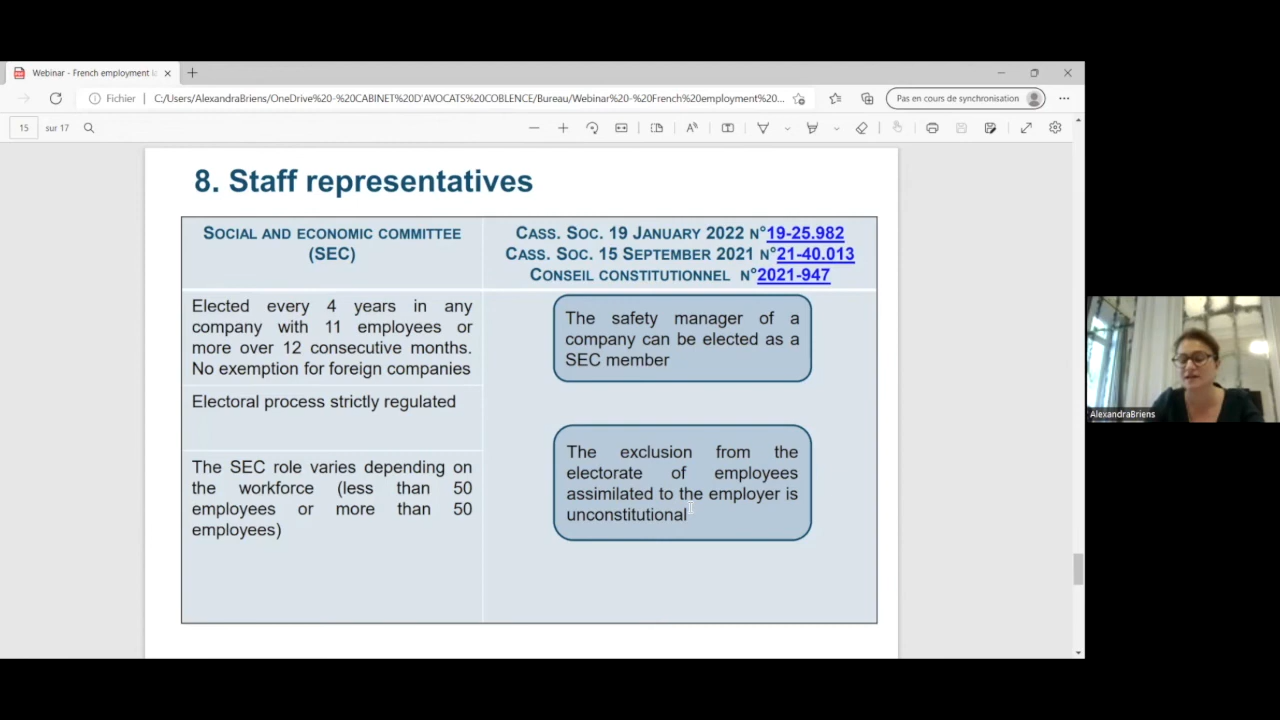 Webinar - French employment l
Fichier
C:/Users/AlexandraBriens/OneDrive%20-%20CABINET%20D'AVOCATS%20COBLENCE/Bureau/Webinar%20-%20French%20employment%20...
Pas en cours de synchronisation
15 sur 17
8. Staff representatives
SOCIAL AND ECONOMIC COMMITTEE
(SEC)
CASS. SOC. 19 JANUARY 2022 N°19-25.982
CASS. SOC. 15 SEPTEMBER 2021 N°21-40.013
CONSEIL CONSTITUTIONNEL N°2021-947
Elected every 4 years in any
company with 11 employees or
more over 12 consecutive months.
No exemption for foreign companies
Electoral process strictly regulated
The SEC role varies depending on
the workforce (less than 50
employees or more than 50
employees)
The safety manager of a
company can be elected as a
SEC member
The exclusion from the
electorate of employees
assimilated to the employer is
unconstitutional
AlexandraBriens